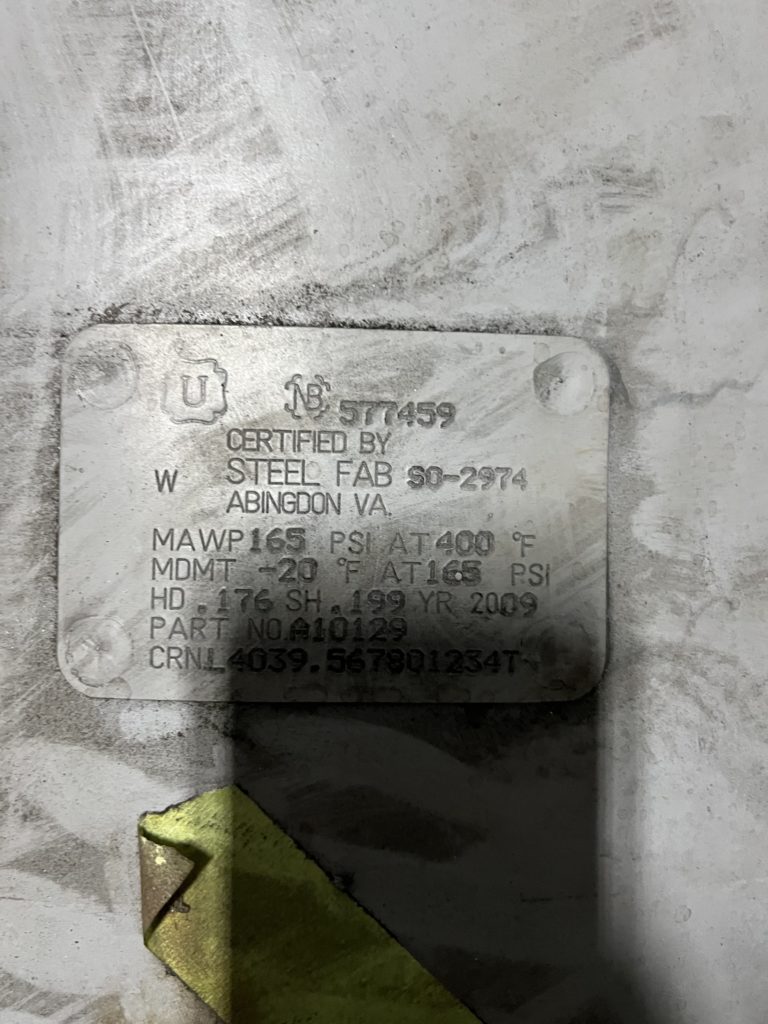 U NB 577459
CERTIFIED BY
W STEEL FAB SO-2974
ABINGDON VA.
MAWP 165 PSI AT 400 °F
MDMT -20 °F AT 165 PSI
HD .176 SH .199 YR 2009
PART NO. A10129
CRN. L4039.567801234T